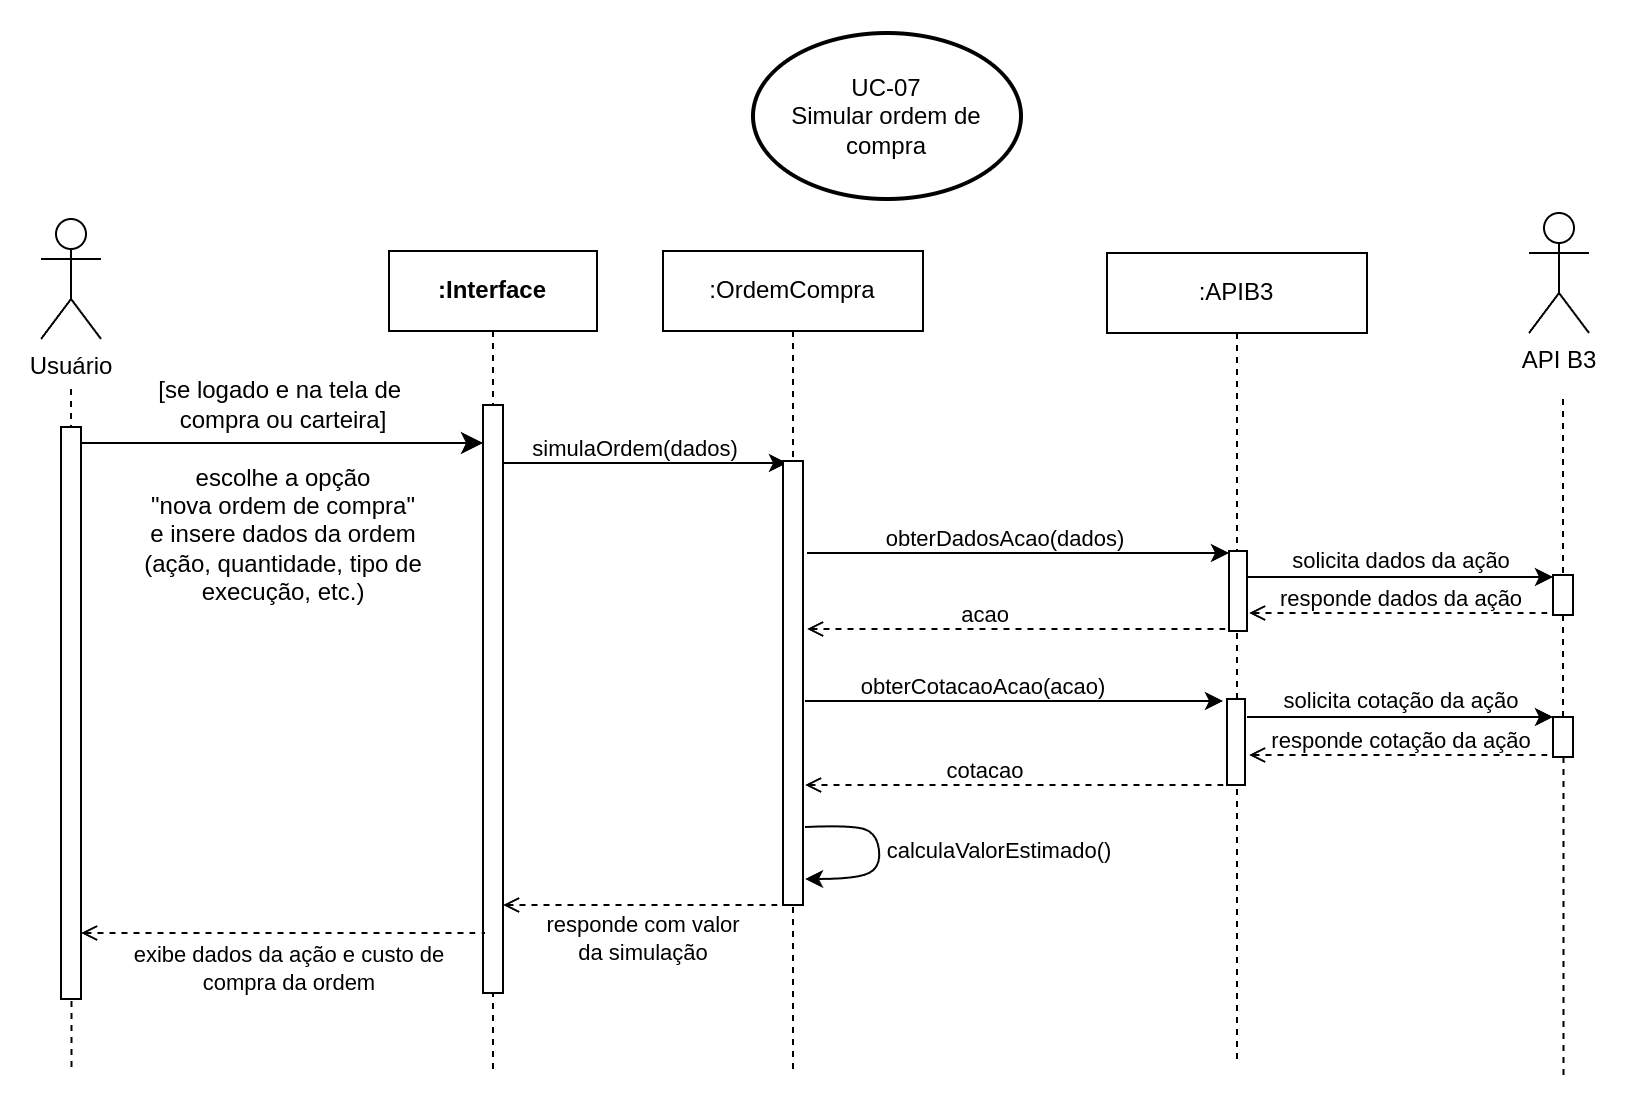 UC-07
Simular ordem de
compra
:Interface
:OrdemCompra
:APIB3
Usuário
API B3
[se logado e na tela de
compra ou carteira]
escolhe a opção
"nova ordem de compra"
e insere dados da ordem
(ação, quantidade, tipo de
execução, etc.)
simulaOrdem(dados)
obterDadosAcao(dados)
solicita dados da ação
responde dados da ação
acao
obterCotacaoAcao(acao)
solicita cotação da ação
responde cotação da ação
cotacao
calculaValorEstimado()
responde com valor
da simulação
exibe dados da ação e custo de
compra da ordem